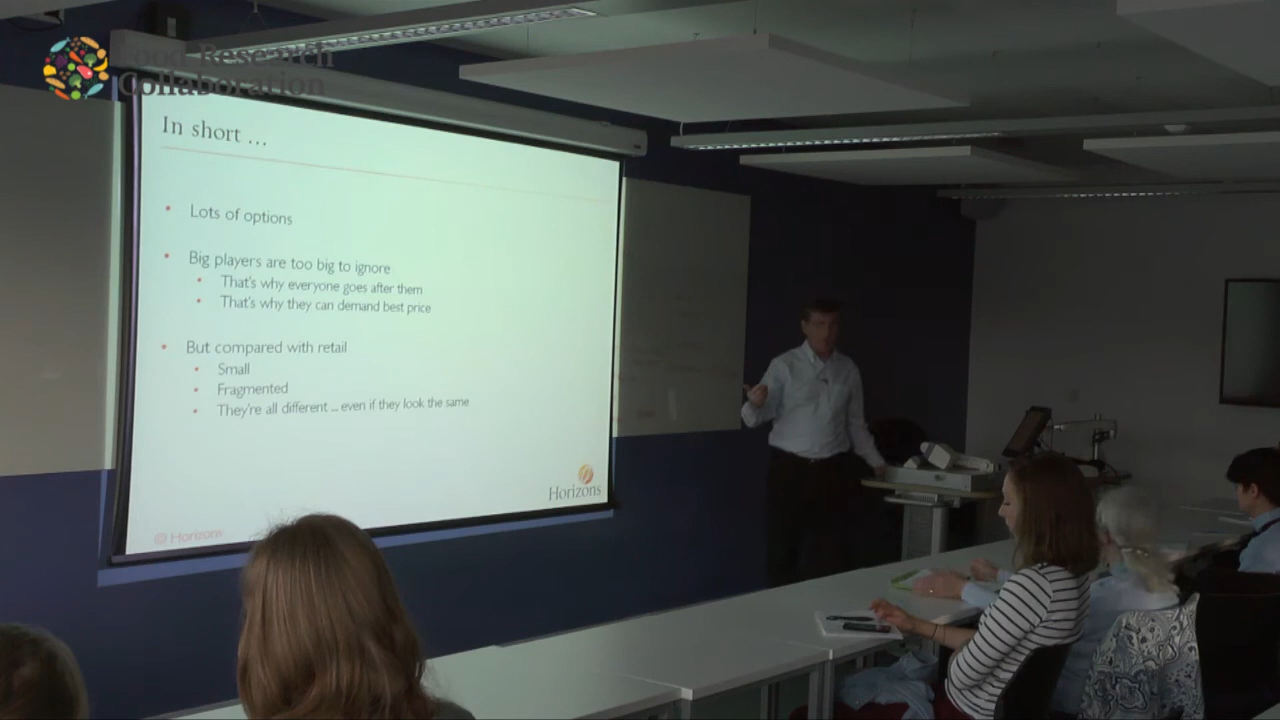 Food Research
Collaboration
In short ...
• Lots of options
• Big players are too big to ignore
• That's why everyone goes after them
• That's why they can demand best price
• But compared with retail
• Small
• Fragmented
• They're all different ... even if they look the same
Horizons
© Horizons